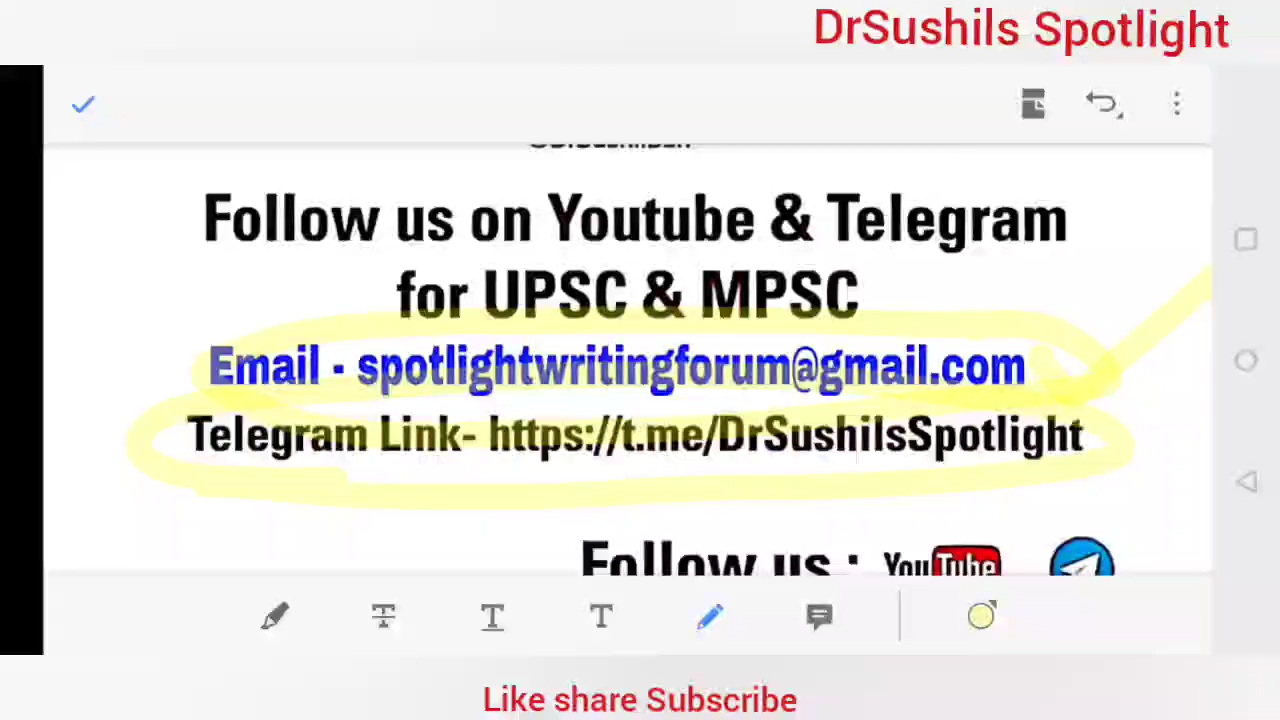 DrSushils Spotlight
Follow us on Youtube & Telegram
for UPSC & MPSC
Email - spotlightwritingforum@gmail.com
Telegram Link- https://t.me/DrSushilsSpotlight
Follow us : YouTube
Like share Subscribe